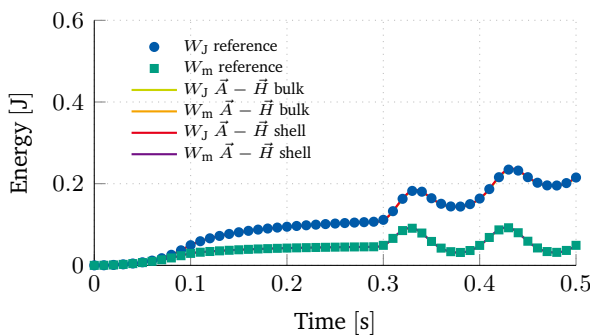 0.6
0.4
0.2
0
Energy [J]
W_J reference
W_m reference
W_J A⃗ − H⃗ bulk
W_m A⃗ − H⃗ bulk
W_J A⃗ − H⃗ shell
W_m A⃗ − H⃗ shell
0 0.1 0.2 0.3 0.4 0.5
Time [s]